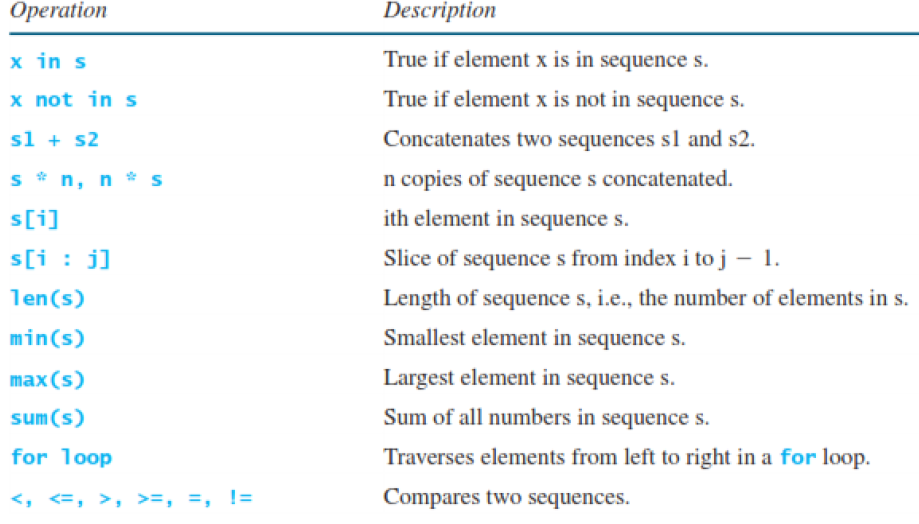 Operation Description
x in s True if element x is in sequence s.
x not in s True if element x is not in sequence s.
s1 + s2 Concatenates two sequences s1 and s2.
s * n, n * s n copies of sequence s concatenated.
s[i] ith element in sequence s.
s[i : j] Slice of sequence s from index i to j − 1.
len(s) Length of sequence s, i.e., the number of elements in s.
min(s) Smallest element in sequence s.
max(s) Largest element in sequence s.
sum(s) Sum of all numbers in sequence s.
for loop Traverses elements from left to right in a for loop.
<, <=, >, >=, =, != Compares two sequences.